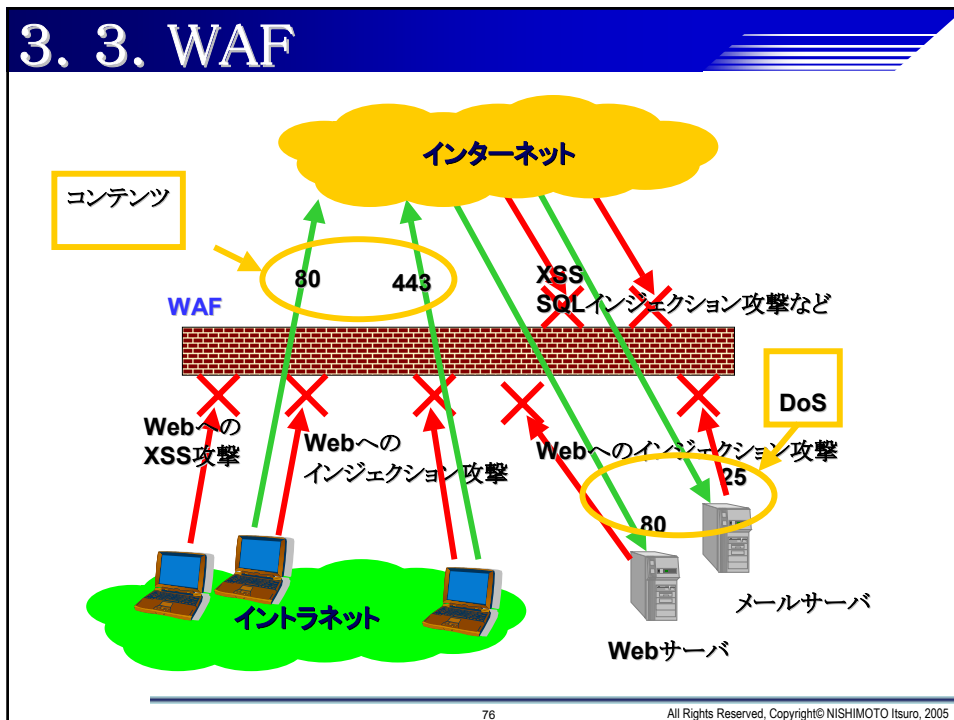 3. 3. WAF
インターネット
コンテンツ
80
443
XSS
SQLインジェクション攻撃など
WAF
DoS
Webへの
XSS攻撃
Webへの
インジェクション攻撃
Webへのインジェクション攻撃
25
80
イントラネット
メールサーバ
Webサーバ
76
All Rights Reserved, Copyright© NISHIMOTO Itsuro, 2005